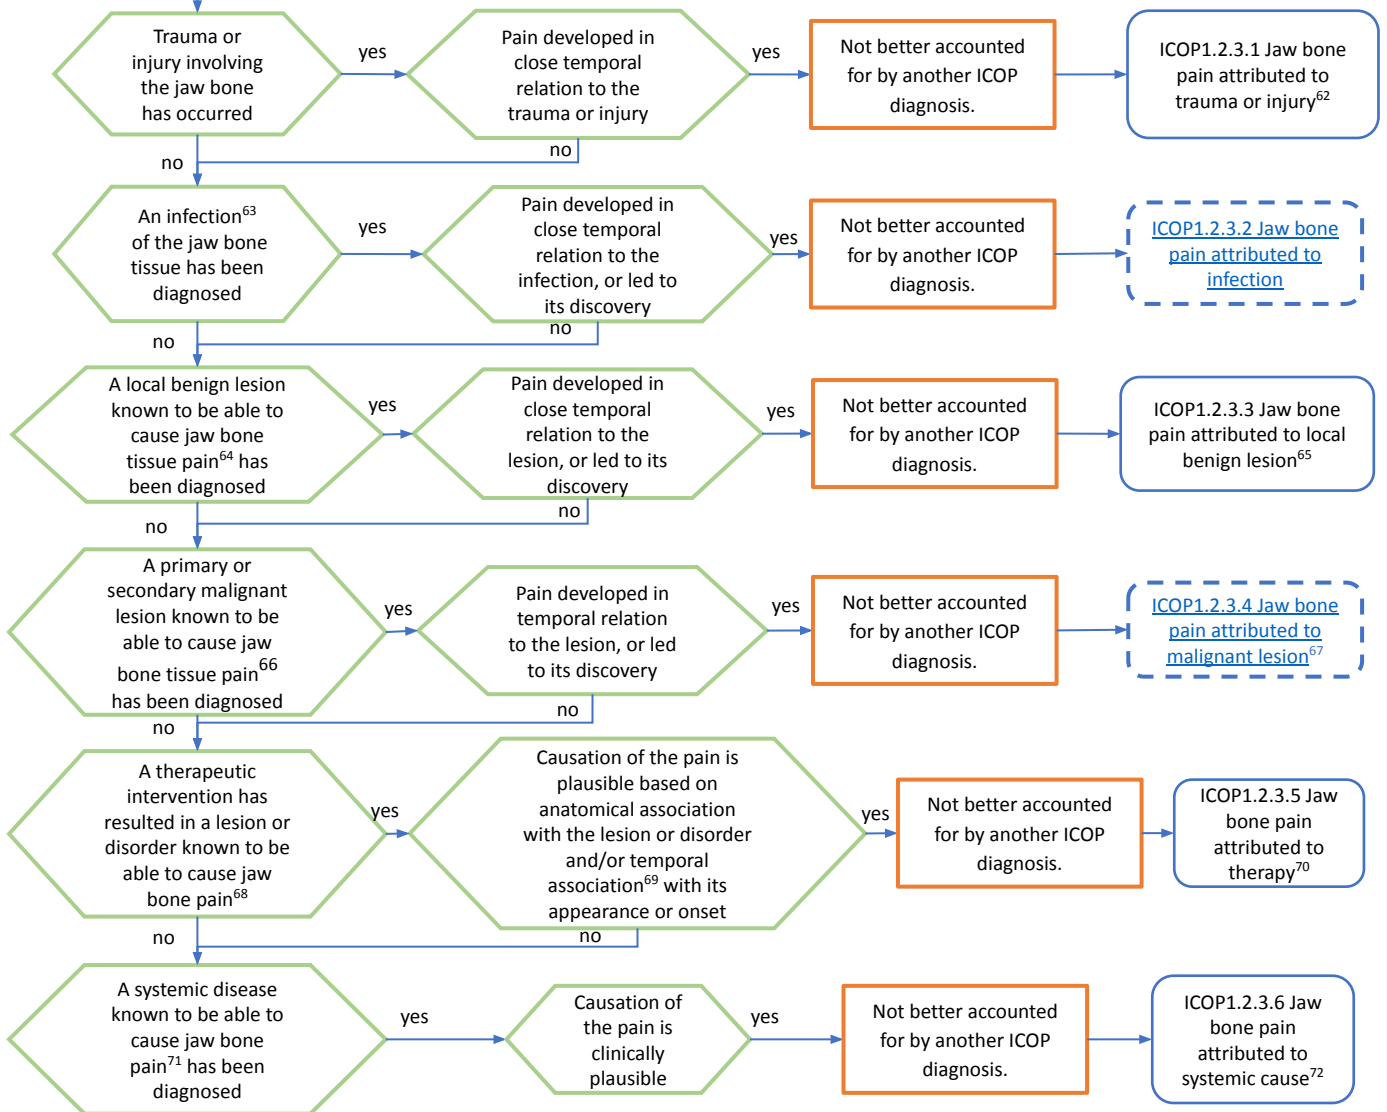 Trauma or
injury involving
the jaw bone
has occurred
yes
Pain developed in
close temporal
relation to the
trauma or injury
yes
Not better accounted
for by another ICOP
diagnosis.
ICOP1.2.3.1 Jaw bone
pain attributed to
trauma or injury62
no
no
An infection63
of the jaw bone
tissue has been
diagnosed
yes
Pain developed in
close temporal
relation to the
infection, or led to
its discovery
yes
Not better accounted
for by another ICOP
diagnosis.
ICOP1.2.3.2 Jaw bone
pain attributed to
infection
no
no
A local benign lesion
known to be able to
cause jaw bone
tissue pain64 has
been diagnosed
yes
Pain developed in
close temporal
relation to the
lesion, or led to its
discovery
yes
Not better accounted
for by another ICOP
diagnosis.
ICOP1.2.3.3 Jaw bone
pain attributed to local
benign lesion65
no
no
A primary or
secondary malignant
lesion known to be
able to cause jaw
bone tissue pain66
has been diagnosed
yes
Pain developed in
temporal relation
to the lesion, or led
to its discovery
yes
Not better accounted
for by another ICOP
diagnosis.
ICOP1.2.3.4 Jaw bone
pain attributed to
malignant lesion67
no
no
A therapeutic
intervention has
resulted in a lesion or
disorder known to be
able to cause jaw
bone pain68
yes
Causation of the pain is
plausible based on
anatomical association
with the lesion or disorder
and/or temporal
association69 with its
appearance or onset
yes
Not better accounted
for by another ICOP
diagnosis.
ICOP1.2.3.5 Jaw
bone pain
attributed to
therapy70
no
no
A systemic disease
known to be able to
cause jaw bone
pain71 has been
diagnosed
yes
Causation of
the pain is
clinically
plausible
yes
Not better accounted
for by another ICOP
diagnosis.
ICOP1.2.3.6 Jaw
bone pain
attributed to
systemic cause72